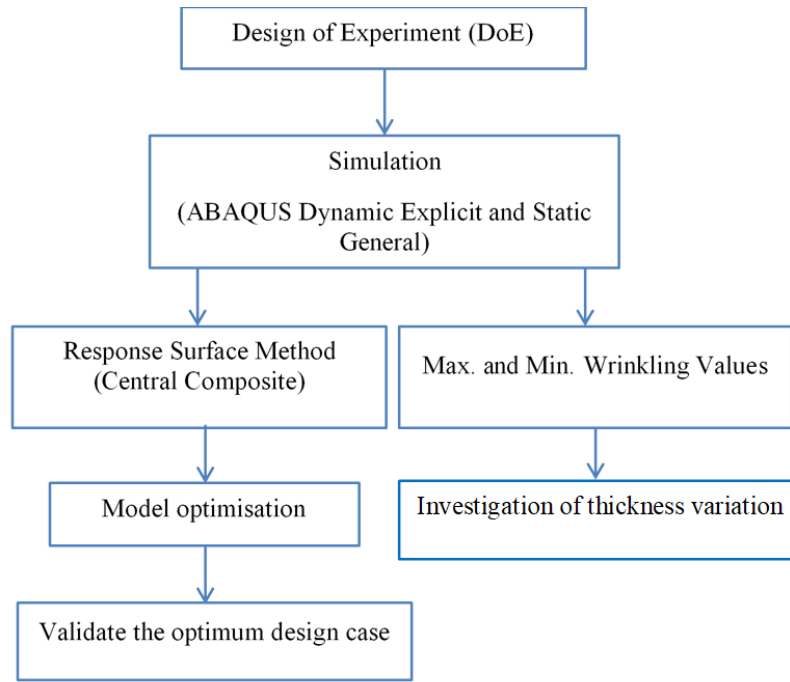 Design of Experiment (DoE)
Simulation
(ABAQUS Dynamic Explicit and Static
General)
Response Surface Method
(Central Composite)
Max. and Min. Wrinkling Values
Model optimisation
Investigation of thickness variation
Validate the optimum design case